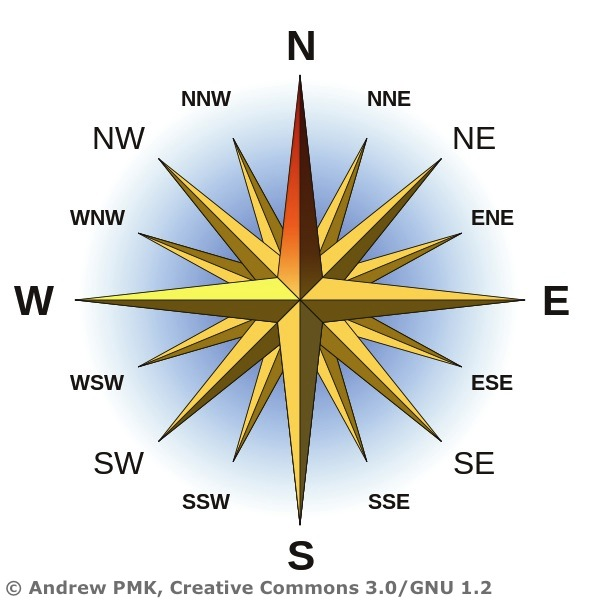 N
NNW
NNE
NW
NE
WNW
ENE
W
E
WSW
ESE
SW
SE
SSW
SSE
S
© Andrew PMK, Creative Commons 3.0/GNU 1.2